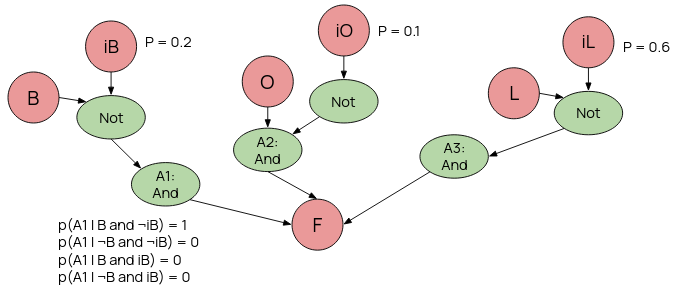 iB
P = 0.2
B
Not
A1:
And
iO
P = 0.1
O
Not
A2:
And
iL
P = 0.6
L
Not
A3:
And
F
p(A1 I B and ¬iB) = 1
p(A1 I ¬B and ¬iB) = 0
p(A1 I B and iB) = 0
p(A1 I ¬B and iB) = 0